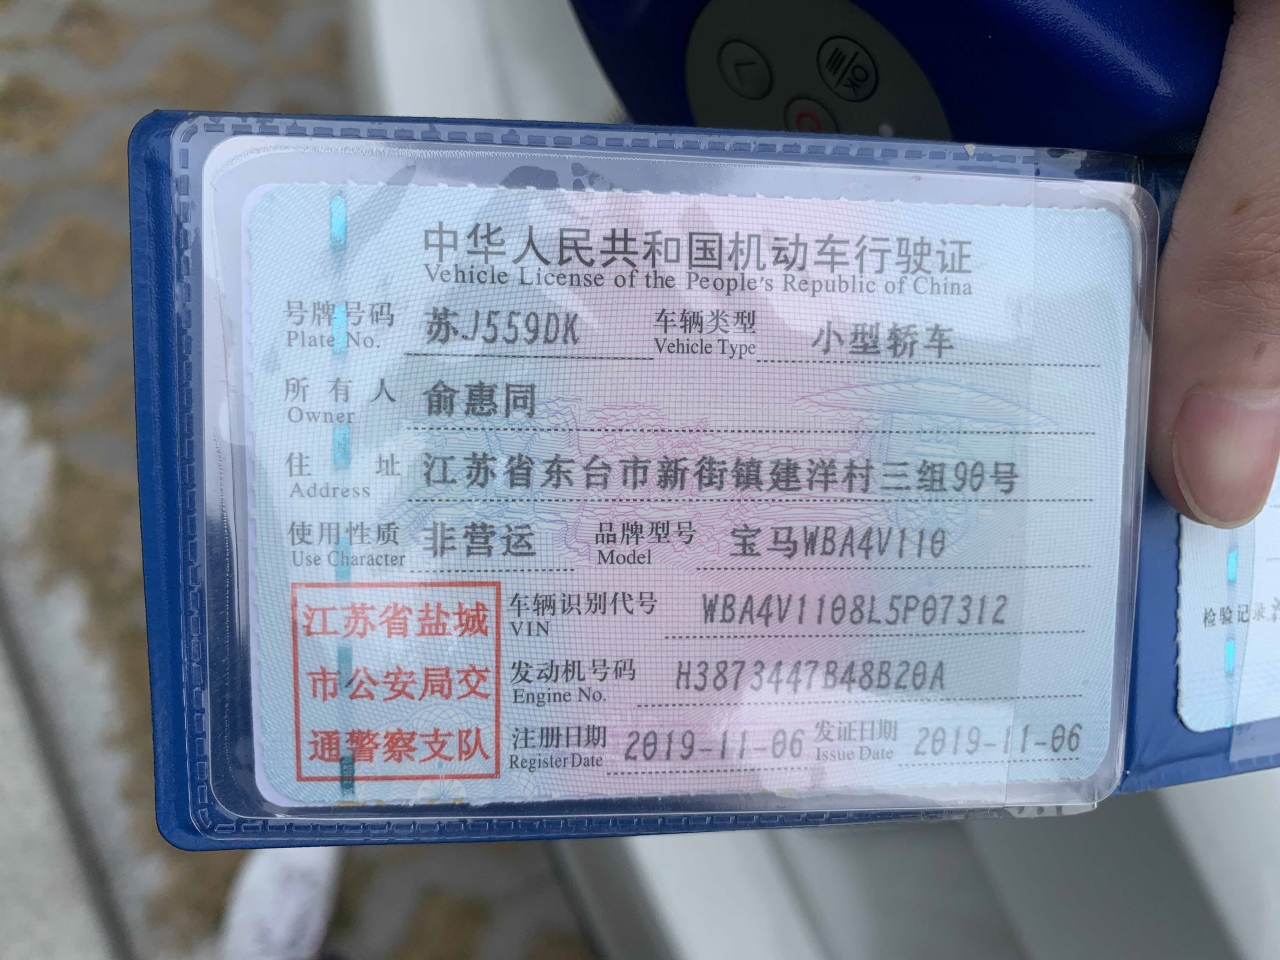 OK
中华人民共和国机动车行驶证
Vehicle License of the People's Republic of China
号牌号码 苏J559DK 车辆类型 小型轿车
Plate No. Vehicle Type
所有人 俞惠同
Owner
住址 江苏省东台市新街镇建洋村三组90号
Address
使用性质 非营运 品牌型号 宝马WBA4V110
Use Character Model
江苏省盐城
市公安局交
通警察支队
车辆识别代号 WBA4V1108L5P07312
VIN
发动机号码 H3873447B48B20A
Engine No.
注册日期 2019-11-06 发证日期 2019-11-06
Register Date Issue Date
检验记录